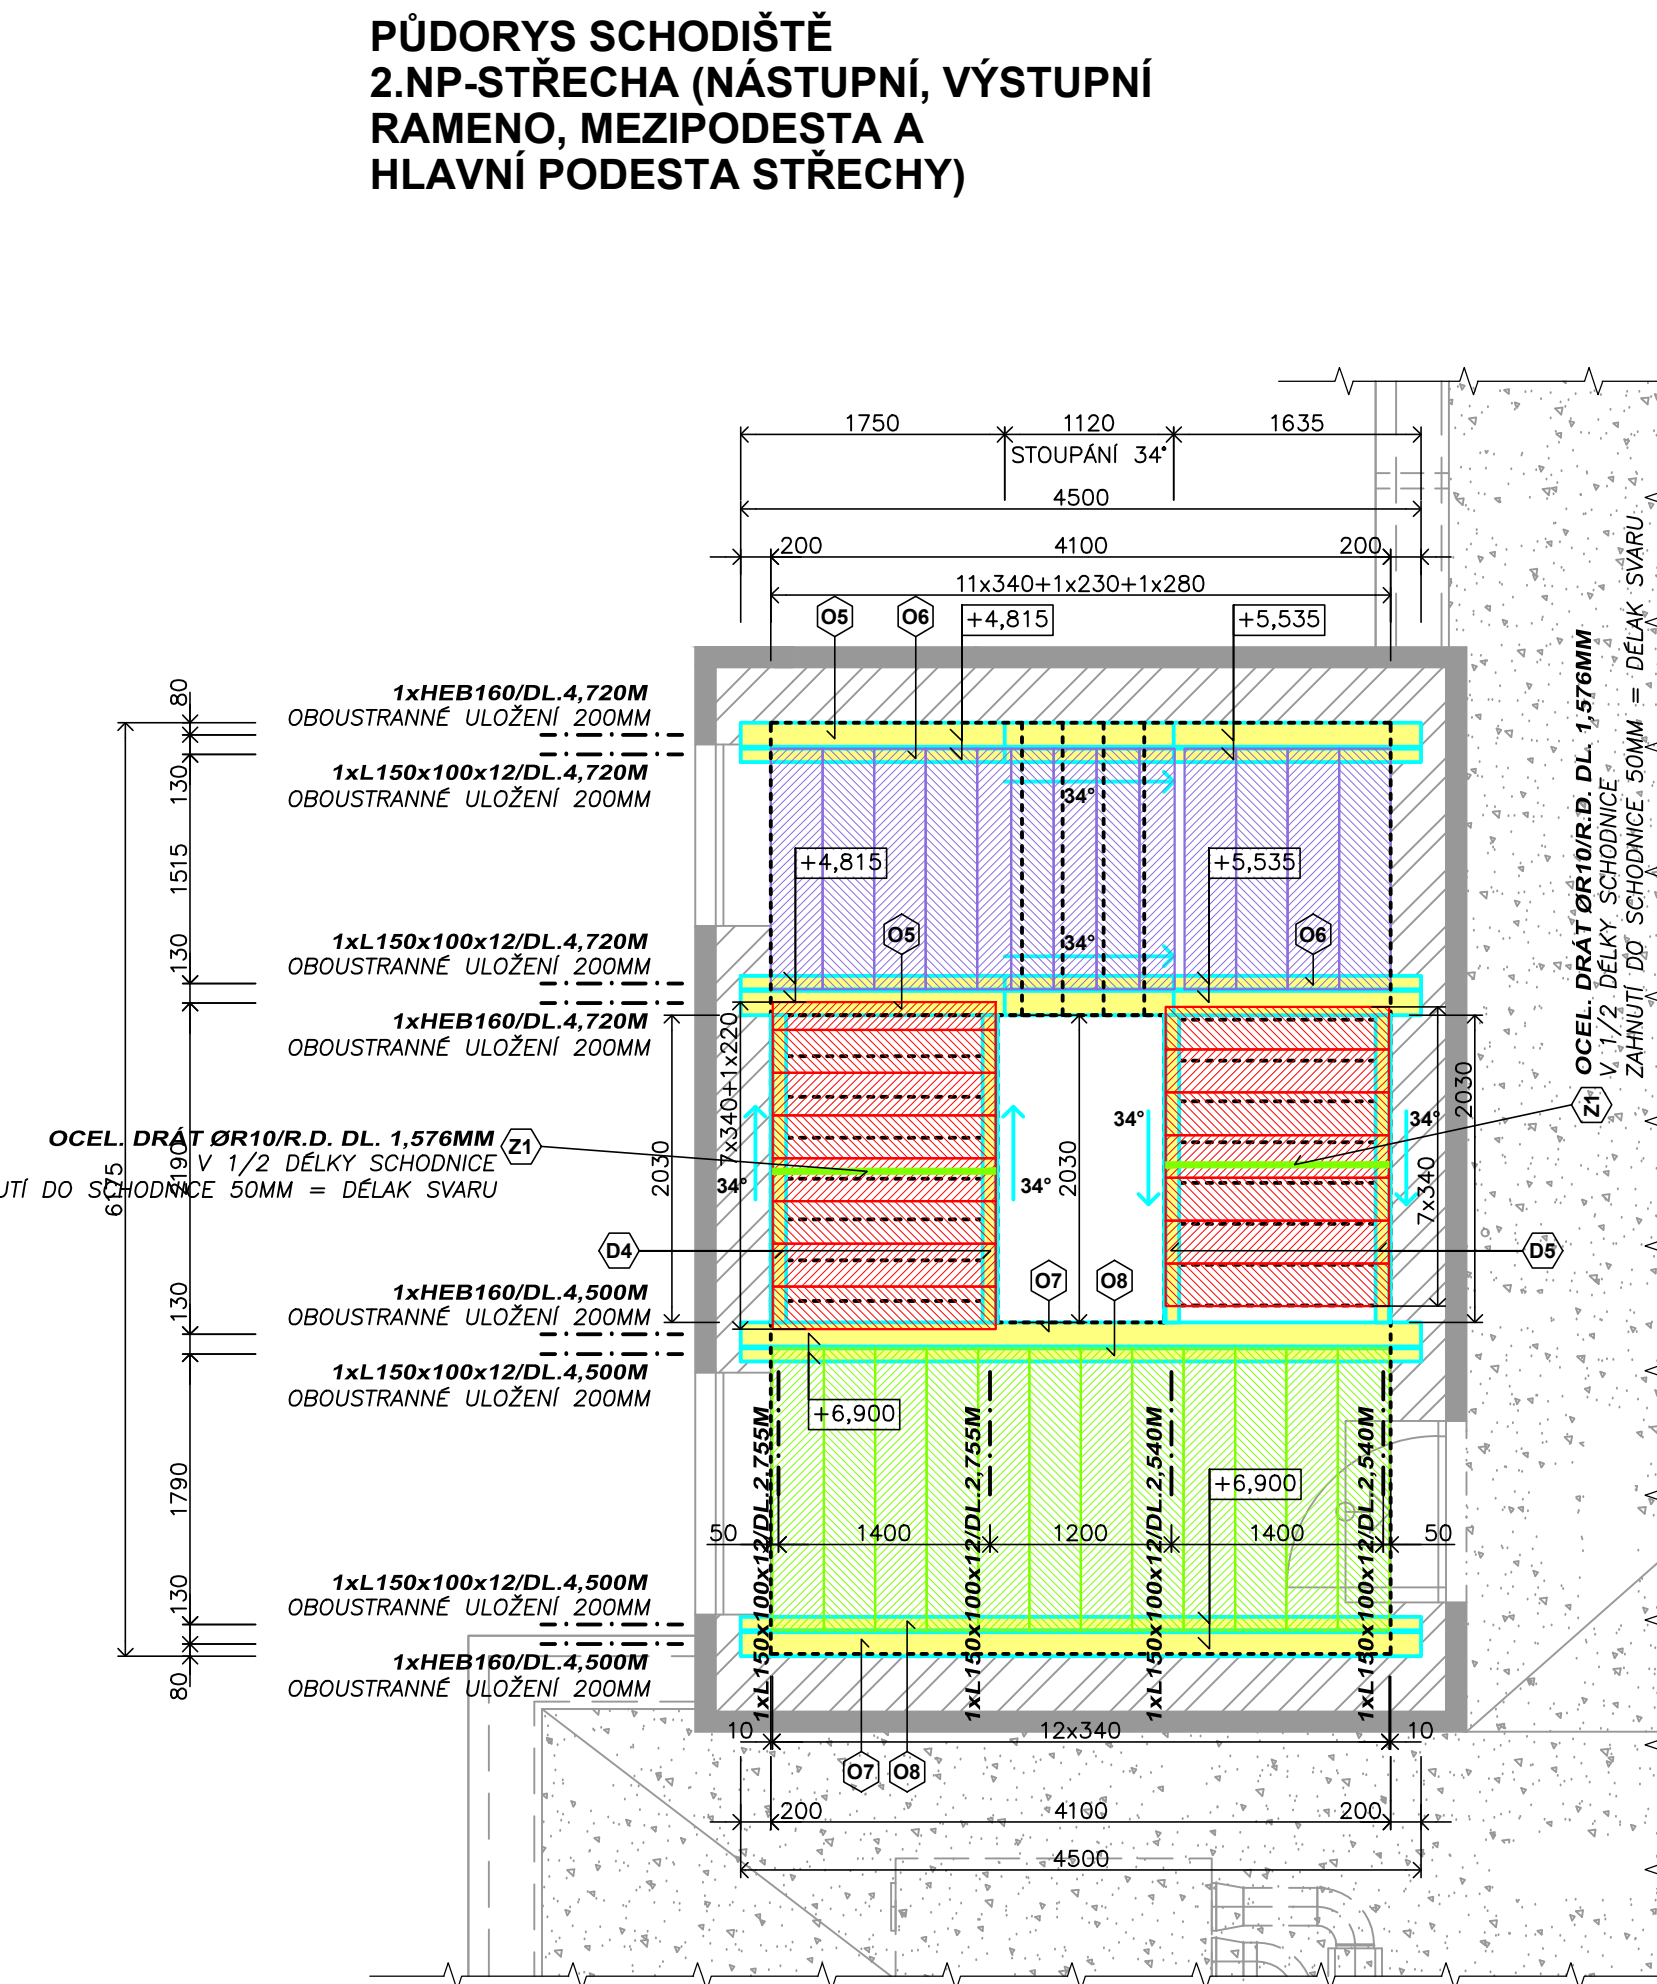 PŮDORYS SCHODIŠTĚ
2.NP-STŘECHA (NÁSTUPNÍ, VÝSTUPNÍ
RAMENO, MEZIPODESTA A
HLAVNÍ PODESTA STŘECHY)
1750
1120
1635
STOUPÁNÍ 34°
4500
200
4100
200
11x340+1x230+1x280
O5
O6
+4,815
+5,535
80
1xHEB160/DL.4,720M
OBOUSTRANNÉ ULOŽENÍ 200MM
130
1xL150x100x12/DL.4,720M
OBOUSTRANNÉ ULOŽENÍ 200MM
34°
1515
+4,815
+5,535
O5
34°
O6
130
1xL150x100x12/DL.4,720M
OBOUSTRANNÉ ULOŽENÍ 200MM
1xHEB160/DL.4,720M
OBOUSTRANNÉ ULOŽENÍ 200MM
OCEL. DRÁT ØR10/R.D. DL. 1,576MM
V 1/2 DÉLKY SCHODNICE
ZAHNUTÍ DO SCHODNICE 50MM = DÉLAK SVARU
Z1
7x340+1x220
2030
2030
2030
7x340
34°
34°
34°
34°
OCEL. DRÁT ØR10/R.D. DL. 1,576MM
V 1/2 DÉLKY SCHODNICE
UTÍ DO SCHODNICE 50MM = DÉLAK SVARU
Z1
6175
2190
D4
D5
O7
O8
130
1xHEB160/DL.4,500M
OBOUSTRANNÉ ULOŽENÍ 200MM
1xL150x100x12/DL.4,500M
OBOUSTRANNÉ ULOŽENÍ 200MM
+6,900
+6,900
1790
1xL150x100x12/DL.2,755M
1xL150x100x12/DL.2,755M
1xL150x100x12/DL.2,540M
1xL150x100x12/DL.2,540M
50
1400
1200
1400
50
130
1xL150x100x12/DL.4,500M
OBOUSTRANNÉ ULOŽENÍ 200MM
1xHEB160/DL.4,500M
OBOUSTRANNÉ ULOŽENÍ 200MM
80
10
12x340
10
O7
O8
200
4100
200
4500